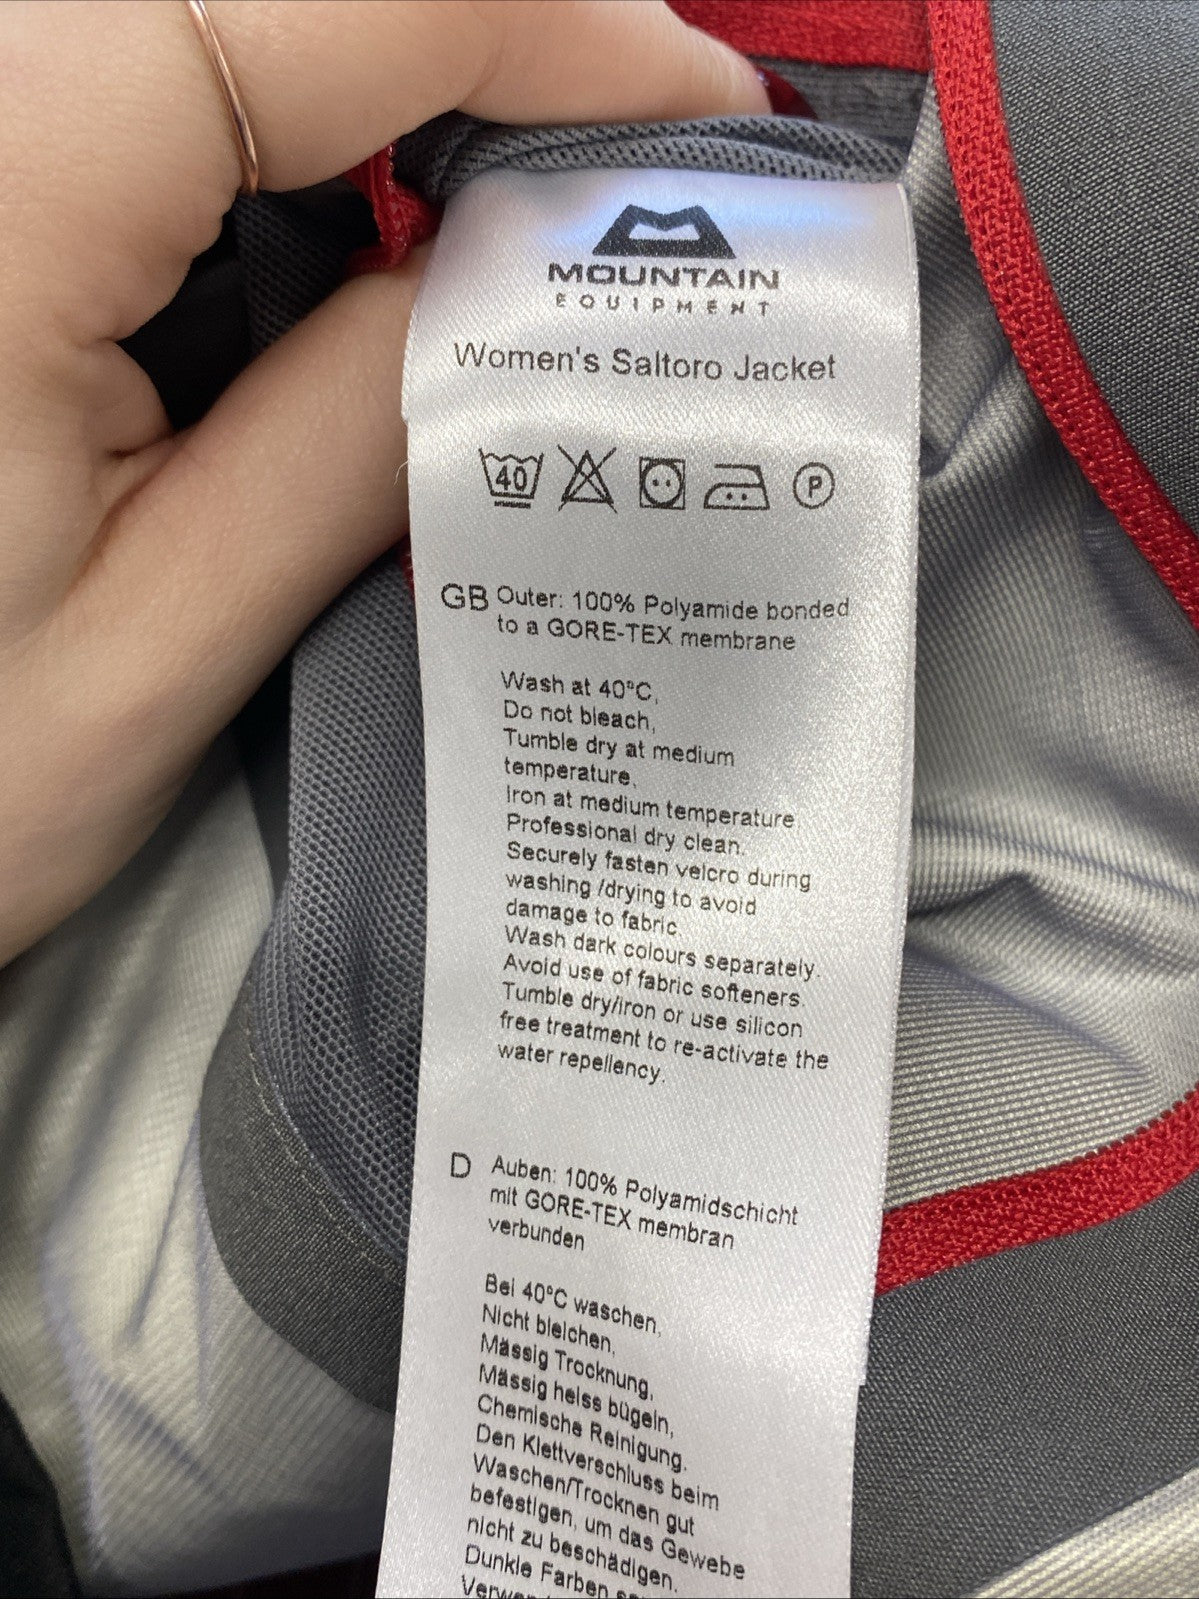 MOUNTAIN
EQUIPMENT
Women's Saltoro Jacket
40
P
GB Outer: 100% Polyamide bonded
to a GORE-TEX membrane
Wash at 40°C,
Do not bleach,
Tumble dry at medium
temperature,
Iron at medium temperature,
Professional dry clean.
Securely fasten velcro during
washing /drying to avoid
damage to fabric.
Wash dark colours separately.
Avoid use of fabric softeners.
Tumble dry/iron or use silicon
free treatment to re-activate the
water repellency.
D Auben: 100% Polyamidschicht
mit GORE-TEX membran
verbunden
Bei 40°C waschen,
Nicht bleichen,
Mässig Trocknung,
Mässig heiss bügeln,
Chemische Reinigung.
Den Klettverschluss beim
Waschen/Trocknen gut
befestigen, um das Gewebe
nicht zu beschädigen.
Dunkle Farben